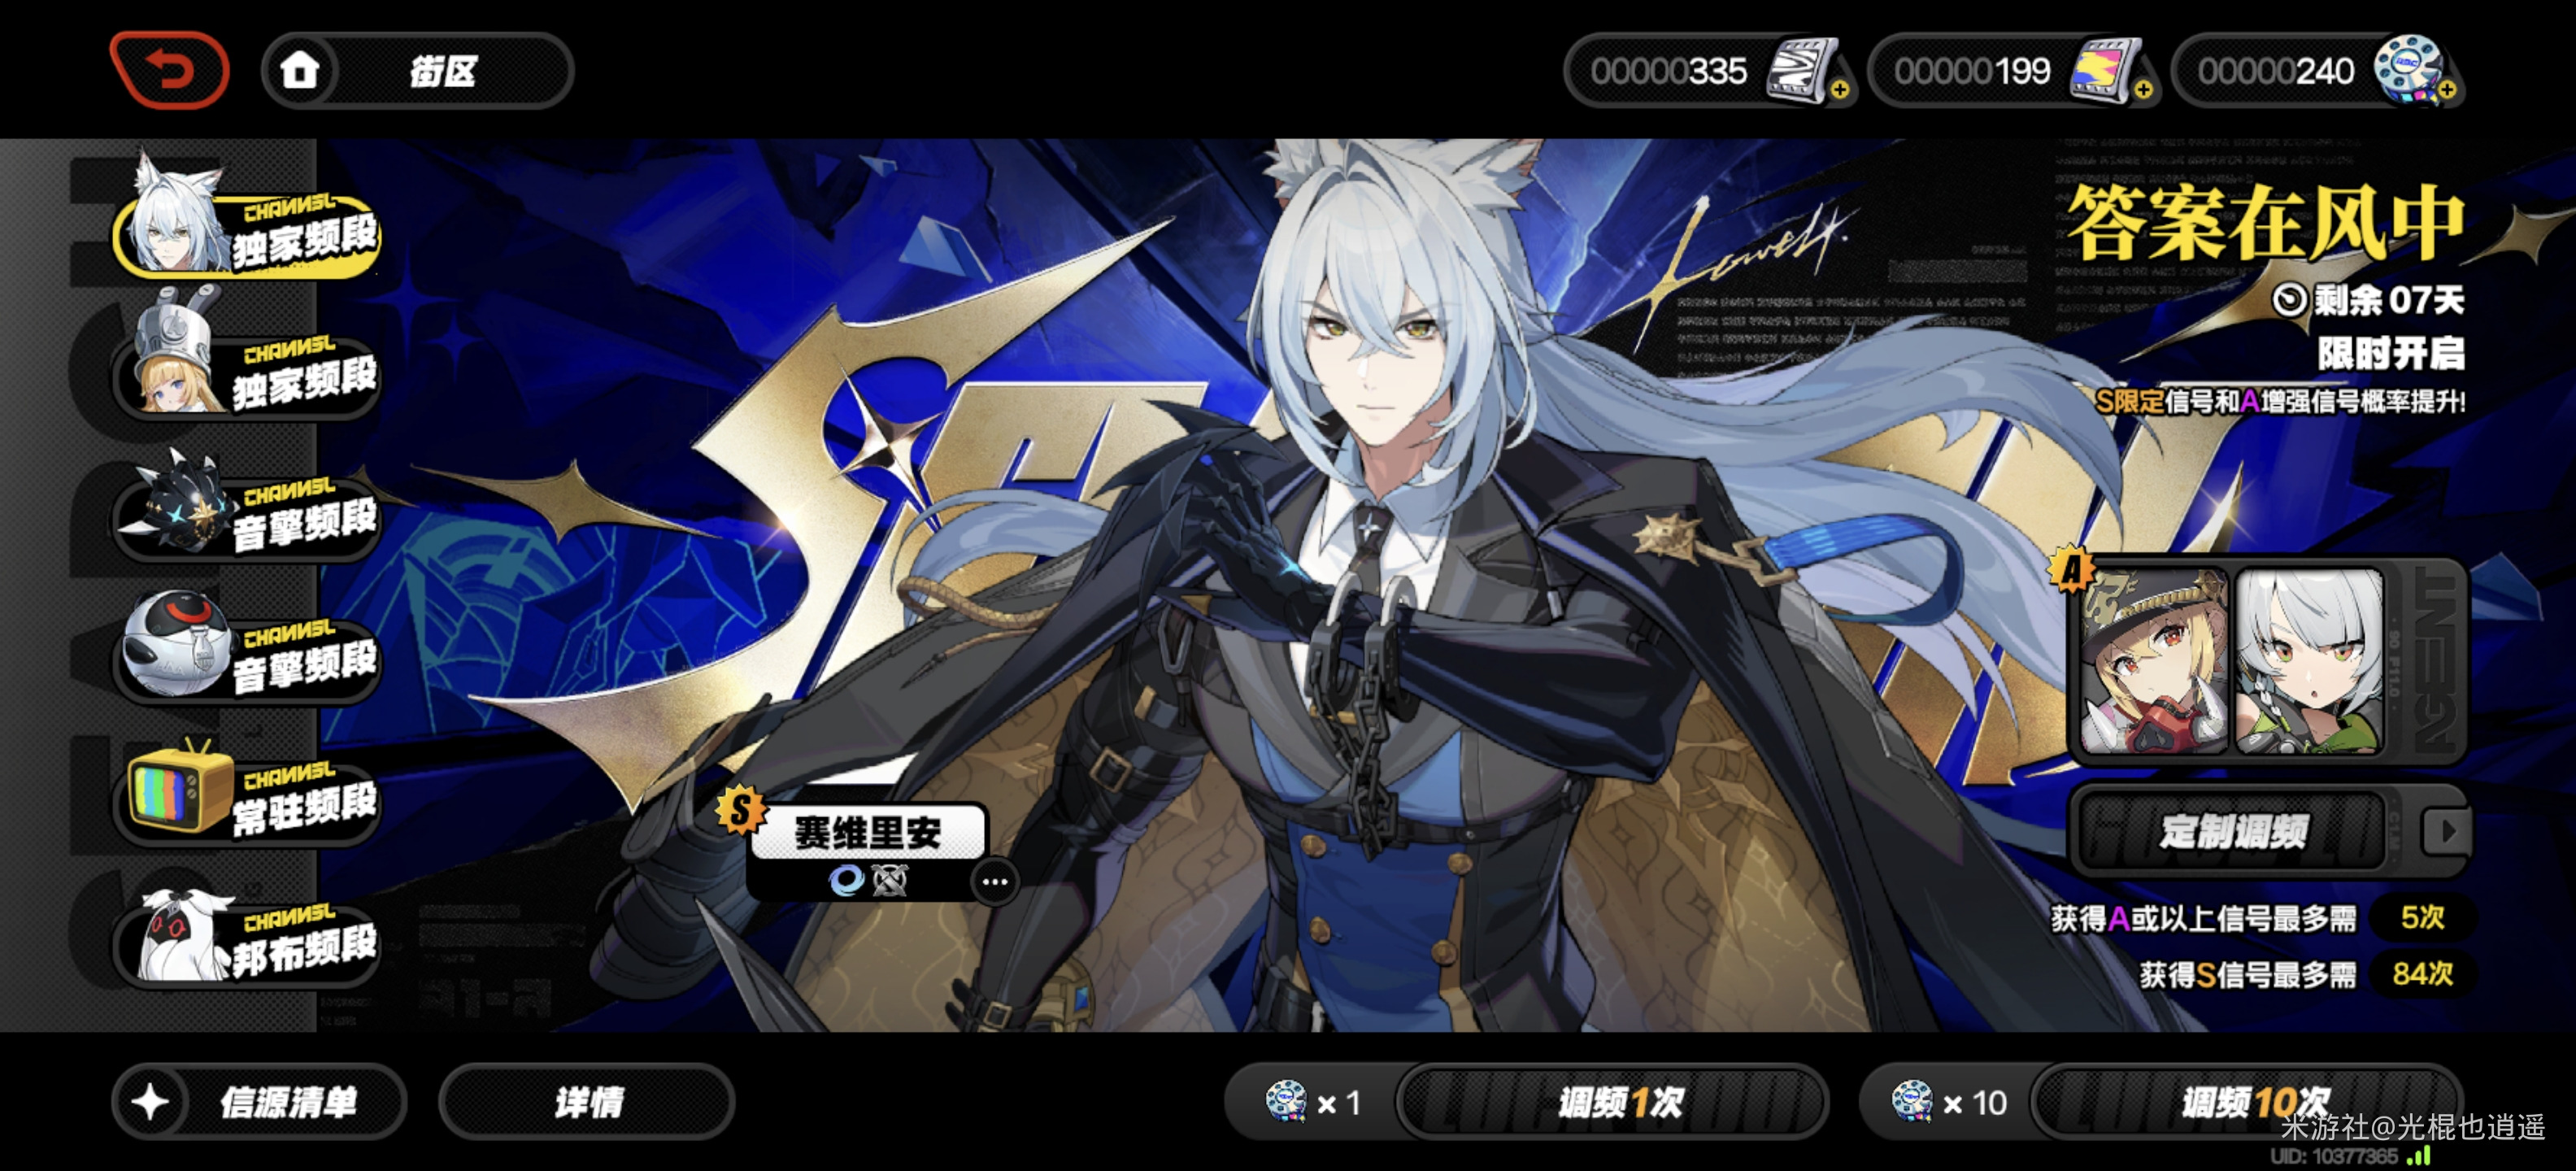 街区
00000335
00000199
00000240
CHANNEL
独家频段
CHANNEL
独家频段
CHANNEL
音擎频段
CHANNEL
音擎频段
CHANNEL
常驻频段
CHANNEL
邦布频段
答案在风中
剩余07天
限时开启
S限定信号和A增强信号概率提升!
A
AGENT
S
赛维里安
定制调频
获得A或以上信号最多需 5次
获得S信号最多需 84次
信源清单
详情
× 1
调频1次
× 10
调频10次
米游社@光棍也逍遥
UID: 10377365